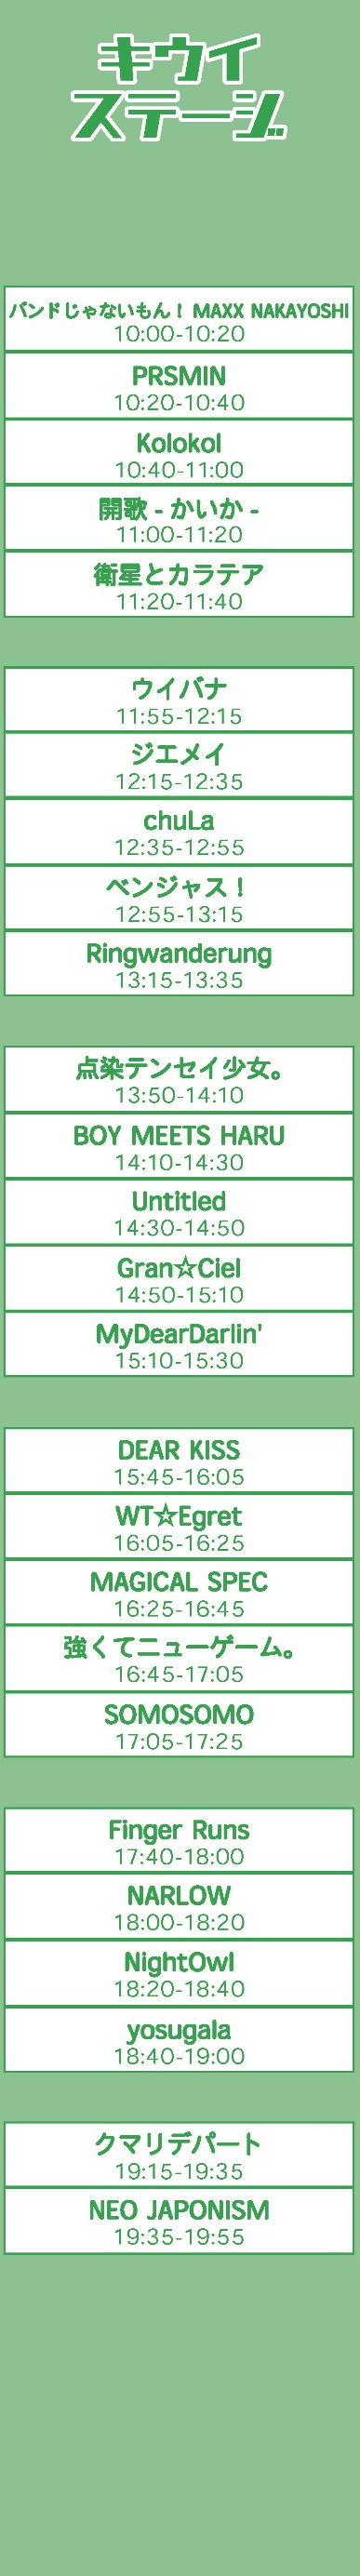 キウイ
ステージ
バンドじゃないもん！ MAXX NAKAYOSHI
10:00-10:20
PRSMIN
10:20-10:40
Kolokol
10:40-11:00
開歌 - かいか -
11:00-11:20
衛星とカラテア
11:20-11:40
ウイバナ
11:55-12:15
ジエメイ
12:15-12:35
chuLa
12:35-12:55
ベンジャス！
12:55-13:15
Ringwanderung
13:15-13:35
点染テンセイ少女。
13:50-14:10
BOY MEETS HARU
14:10-14:30
Untitled
14:30-14:50
Gran☆Ciel
14:50-15:10
MyDearDarlin'
15:10-15:30
DEAR KISS
15:45-16:05
WT☆Egret
16:05-16:25
MAGICAL SPEC
16:25-16:45
強くてニューゲーム。
16:45-17:05
SOMOSOMO
17:05-17:25
Finger Runs
17:40-18:00
NARLOW
18:00-18:20
NightOwl
18:20-18:40
yosugala
18:40-19:00
クマリデパート
19:15-19:35
NEO JAPONISM
19:35-19:55